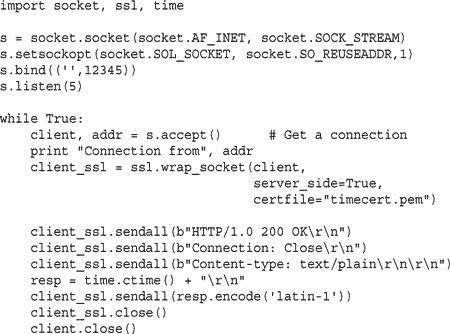 import socket, ssl, time
s = socket.socket(socket.AF_INET, socket.SOCK_STREAM)
s.setsockopt(socket.SOL_SOCKET, socket.SO_REUSEADDR,1)
s.bind(('',12345))
s.listen(5)
while True:
    client, addr = s.accept()      # Get a connection
    print "Connection from", addr
    client_ssl = ssl.wrap_socket(client,
                                 server_side=True,
                                 certfile="timecert.pem")
    client_ssl.sendall(b"HTTP/1.0 200 OK\r\n")
    client_ssl.sendall(b"Connection: Close\r\n")
    client_ssl.sendall(b"Content-type: text/plain\r\n\r\n")
    resp = time.ctime() + "\r\n"
    client_ssl.sendall(resp.encode('latin-1'))
    client_ssl.close()
    client.close()